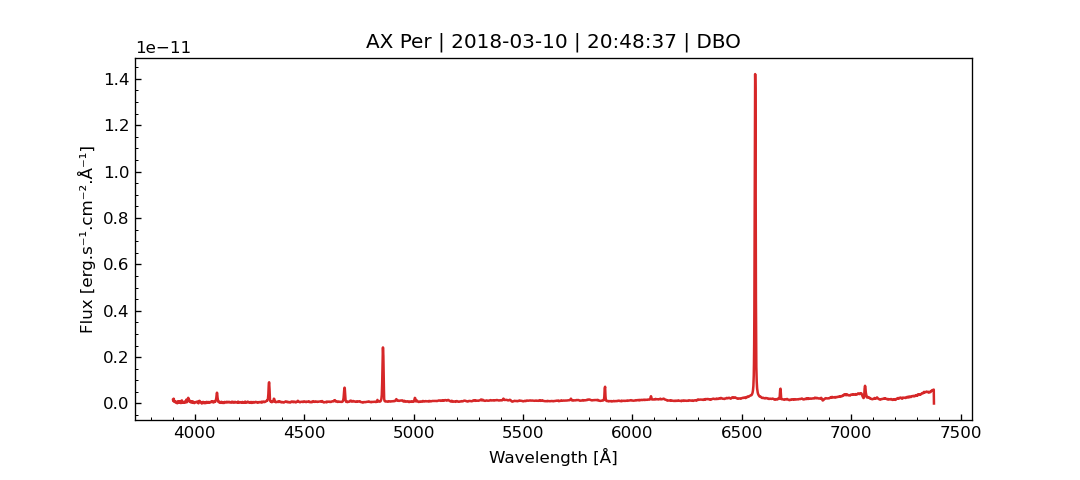 AX Per | 2018-03-10 | 20:48:37 | DBO
1e−11
1.4
1.2
1.0
0.8
0.6
0.4
0.2
0.0
Flux [erg.s⁻¹.cm⁻².Å⁻¹]
4000 4500 5000 5500 6000 6500 7000 7500
Wavelength [Å]